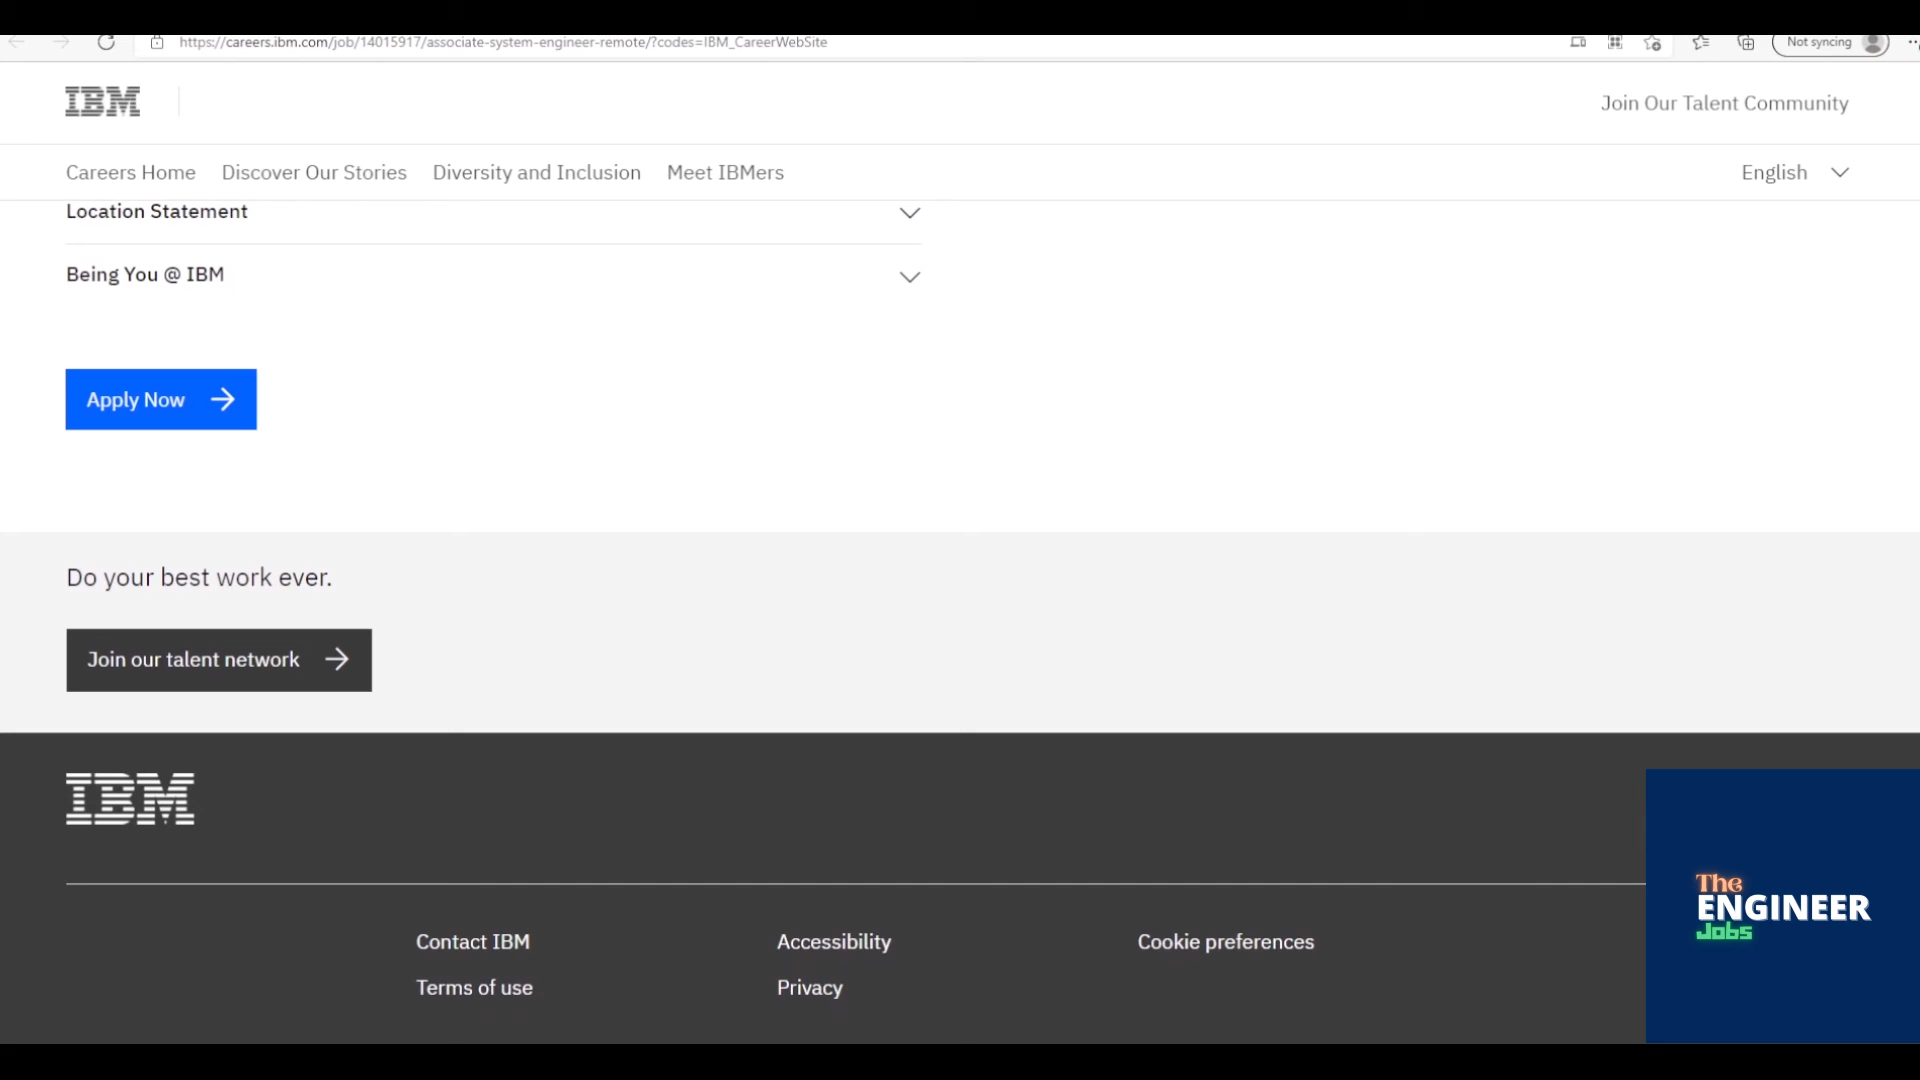 https://careers.ibm.com/job/14015917/associate-system-engineer-remote/?codes=IBM_CareerWebSite
Not syncing
IBM
Join Our Talent Community
Careers Home Discover Our Stories Diversity and Inclusion Meet IBMers
English
Location Statement
Being You @ IBM
Apply Now
Do your best work ever.
Join our talent network
IBM
The
ENGINEER
Jobs
Contact IBM Accessibility Cookie preferences
Terms of use Privacy